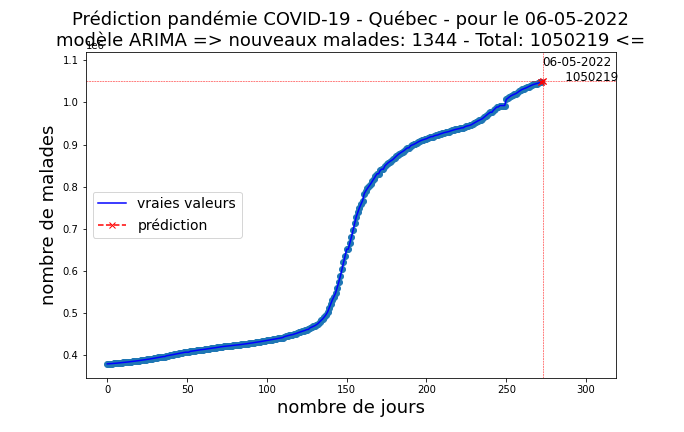 Prédiction pandémie COVID-19 - Québec - pour le 06-05-2022
modèle ARIMA => nouveaux malades: 1344 - Total: 1050219 <=
1e6
06-05-2022
1050219
1.1
1.0
0.9
0.8
0.7
0.6
0.5
0.4
nombre de malades
vraies valeurs
prédiction
0 50 100 150 200 250 300
nombre de jours